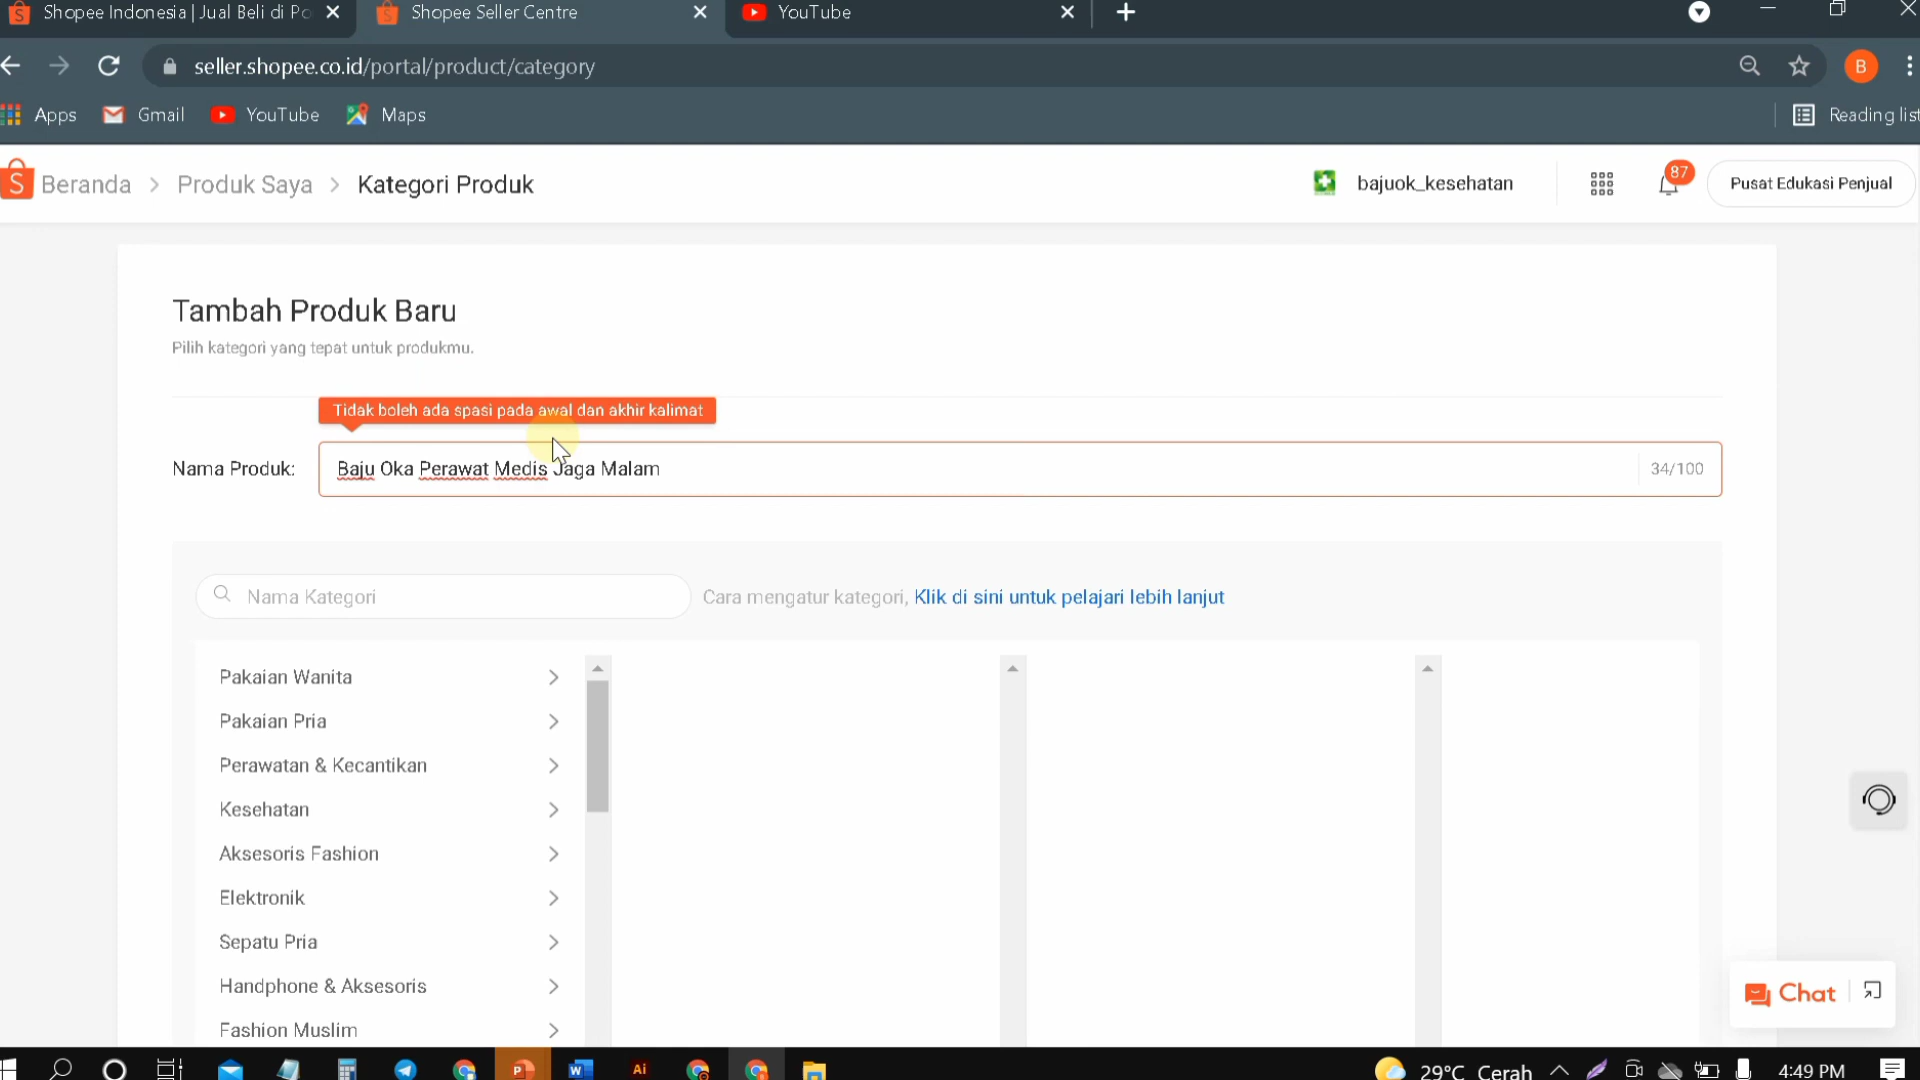 Shopee Indonesia | Jual Beli di Po
Shopee Seller Centre
YouTube
seller.shopee.co.id/portal/product/category
B
Apps
Gmail
YouTube
Maps
Reading list
Beranda > Produk Saya > Kategori Produk
bajuok_kesehatan
87
Pusat Edukasi Penjual
Tambah Produk Baru
Pilih kategori yang tepat untuk produkmu.
Tidak boleh ada spasi pada awal dan akhir kalimat
Nama Produk:
Baju Oka Perawat Medis Jaga Malam
34/100
Nama Kategori
Cara mengatur kategori, Klik di sini untuk pelajari lebih lanjut
Pakaian Wanita
Pakaian Pria
Perawatan & Kecantikan
Kesehatan
Aksesoris Fashion
Elektronik
Sepatu Pria
Handphone & Aksesoris
Fashion Muslim
Chat
29°C Cerah
4:49 PM